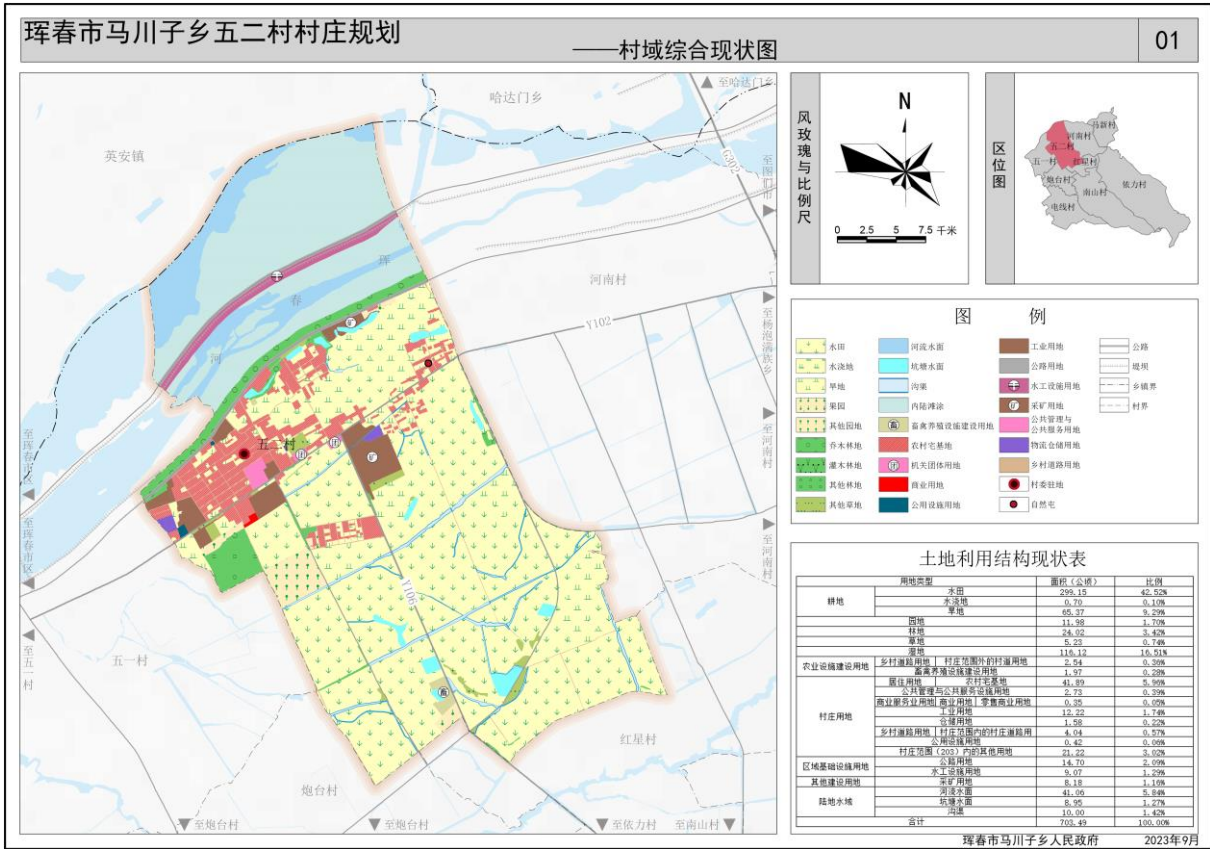 珲春市马川子乡五二村村庄规划
——村域综合现状图
01
至哈达门乡
哈达门乡
英安镇
G302
至图们市
珲
春
河
河南村
Y102
至杨泡满族乡
至珲春市区
五二村
至河南村
至珲春市区
至河南村
Y106
至五一村
五一村
红星村
炮台村
至炮台村
至炮台村
至依力村
至南山村
风玫瑰与比例尺
N
0 2.5 5 7.5 千米
区位图
马新村
河南村
五二村
五一村
红星村
炮台村
依力村
南山村
电线村
图 例
水田
河流水面
工业用地
公路
水浇地
坑塘水面
公路用地
堤坝
旱地
沟渠
水工设施用地
乡镇界
果园
内陆滩涂
采矿用地
村界
其他园地
畜禽养殖设施建设用地
公共管理与
公共服务用地
乔木林地
农村宅基地
物流仓储用地
灌木林地
机关团体用地
乡村道路用地
其他林地
商业用地
村委驻地
其他草地
公用设施用地
自然屯
土地利用结构现状表
用地类型 面积（公顷） 比例
耕地 水田 299.15 42.52%
水浇地 0.70 0.10%
旱地 65.37 9.29%
园地 11.98 1.70%
林地 24.02 3.42%
草地 5.23 0.74%
湿地 116.12 16.51%
农业设施建设用地 乡村道路用地 村庄范围外的村道用地 2.54 0.36%
畜禽养殖设施建设用地 1.97 0.28%
村庄用地 居住用地 农村宅基地 41.89 5.96%
公共管理与公共服务设施用地 2.73 0.39%
商业服务业用地 商业用地 零售商业用地 0.35 0.05%
工业用地 12.22 1.74%
仓储用地 1.58 0.22%
乡村道路用地 村庄范围内的村庄道路用 4.04 0.57%
公用设施用地 0.42 0.06%
村庄范围（203）内的其他用地 21.22 3.02%
区域基础设施用地 公路用地 14.70 2.09%
水工设施用地 9.07 1.29%
其他建设用地 采矿用地 8.18 1.16%
陆地水域 河流水面 41.06 5.84%
坑塘水面 8.95 1.27%
沟渠 10.00 1.42%
合计 703.49 100.00%
珲春市马川子乡人民政府 2023年9月